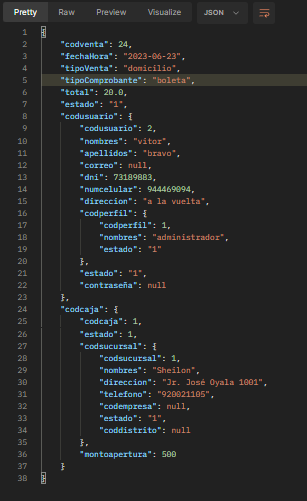 Pretty Raw Preview Visualize JSON
1 {
2 "codventa": 24,
3 "fechaHora": "2023-06-23",
4 "tipoVenta": "domicilio",
5 "tipoComprobante": "boleta",
6 "total": 20.0,
7 "estado": "1",
8 "codusuario": {
9 "codusuario": 2,
10 "nombres": "vitor",
11 "apellidos": "bravo",
12 "correo": null,
13 "dni": 73189883,
14 "numcelular": 944469094,
15 "direccion": "a la vuelta",
16 "codperfil": {
17 "codperfil": 1,
18 "nombres": "administrador",
19 "estado": "1"
20 },
21 "estado": "1",
22 "contraseña": null
23 },
24 "codcaja": {
25 "codcaja": 1,
26 "estado": 1,
27 "codsucursal": {
28 "codsucursal": 1,
29 "nombres": "Sheilon",
30 "direccion": "Jr. José Oyala 1001",
31 "telefono": "920021105",
32 "codempresa": null,
33 "estado": "1",
34 "coddistrito": null
35 },
36 "montoapertura": 500
37 }
38 }